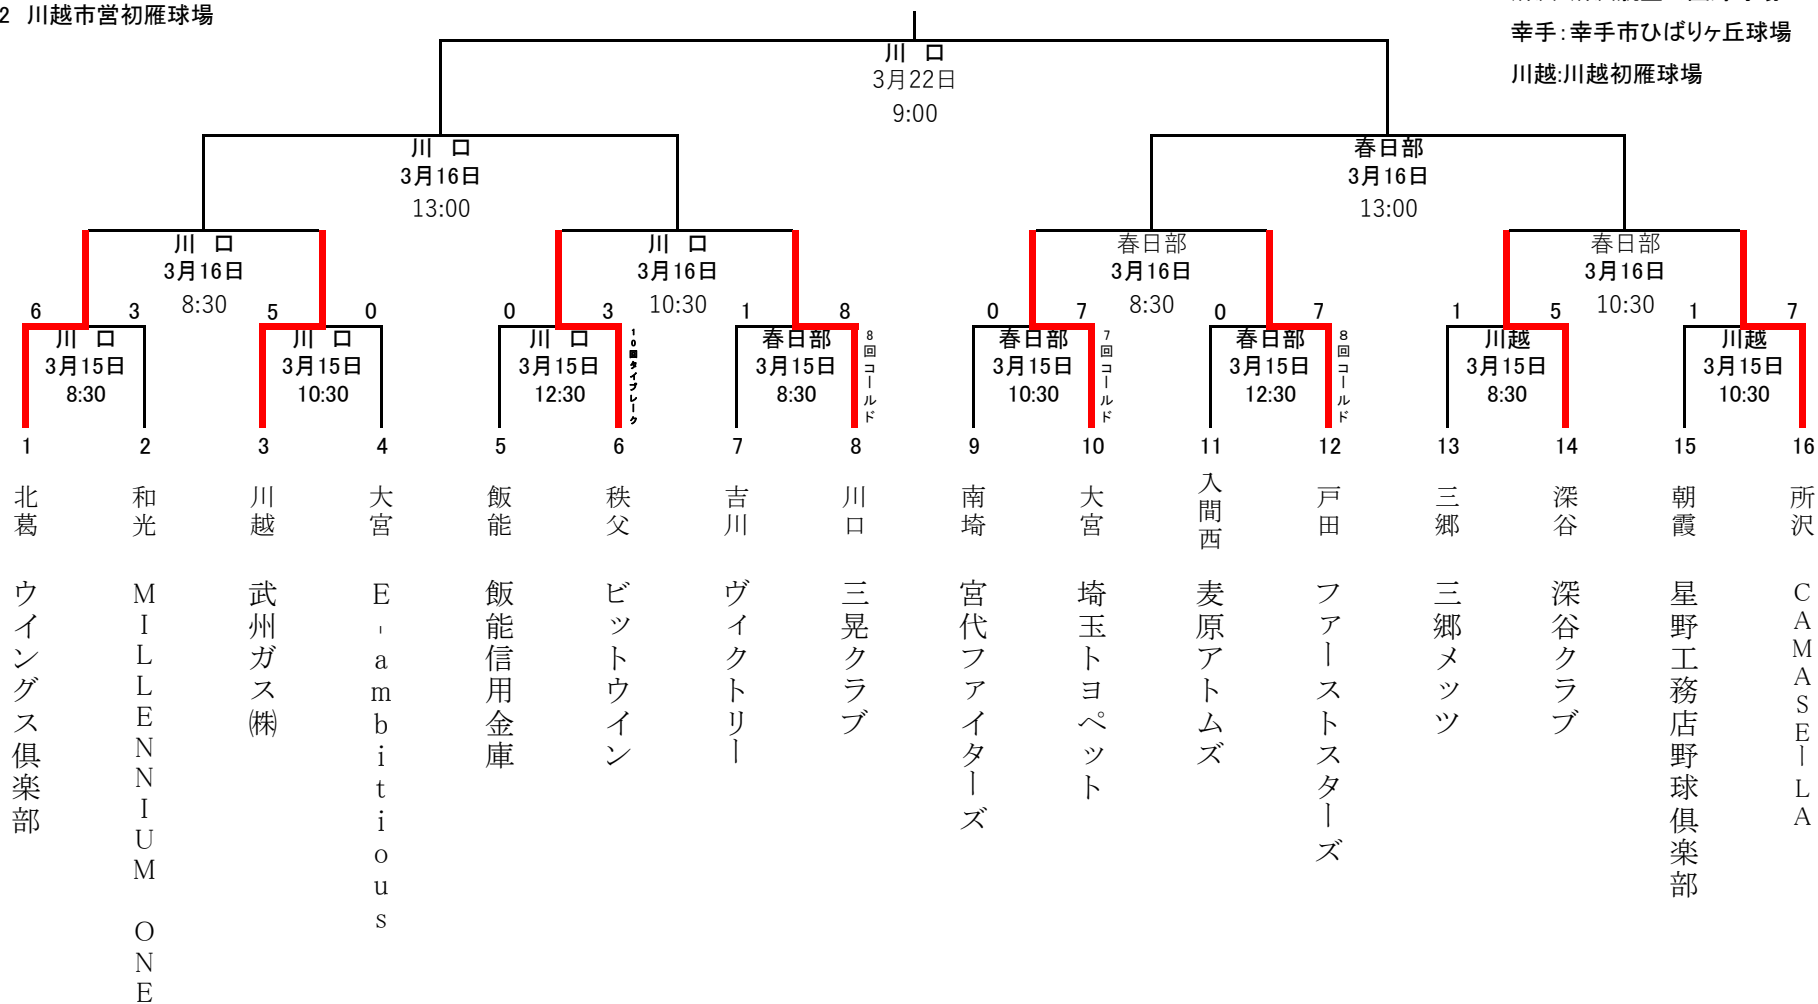 2 川越市営初雁球場
幸手:幸手市ひばりヶ丘球場
川越:川越初雁球場
川 口
3月22日
9:00
川 口
3月16日
13:00
春日部
3月16日
13:00
川 口
3月16日
8:30
川 口
3月16日
10:30
春日部
3月16日
8:30
春日部
3月16日
10:30
6 3 5 0 0 3 1 8 0 7 0 7 1 5 1 7
川 口
3月15日
8:30
川 口
3月15日
10:30
川 口
3月15日
12:30
10回タイブレーク
春日部
3月15日
8:30
8回コールド
春日部
3月15日
10:30
7回コールド
春日部
3月15日
12:30
8回コールド
川越
3月15日
8:30
川越
3月15日
10:30
1 2 3 4 5 6 7 8 9 10 11 12 13 14 15 16
北葛
ウイングス倶楽部
和光
MILLENNIUM ONE
川越
武州ガス㈱
大宮
E-ambitious
飯能
飯能信用金庫
秩父
ビットウイン
吉川
ヴィクトリー
川口
三晃クラブ
南埼
宮代ファイターズ
大宮
埼玉トヨペット
入間西
麦原アトムズ
戸田
ファーストスターズ
三郷
三郷メッツ
深谷
深谷クラブ
朝霞
星野工務店野球倶楽部
所沢
CAMASEーLA